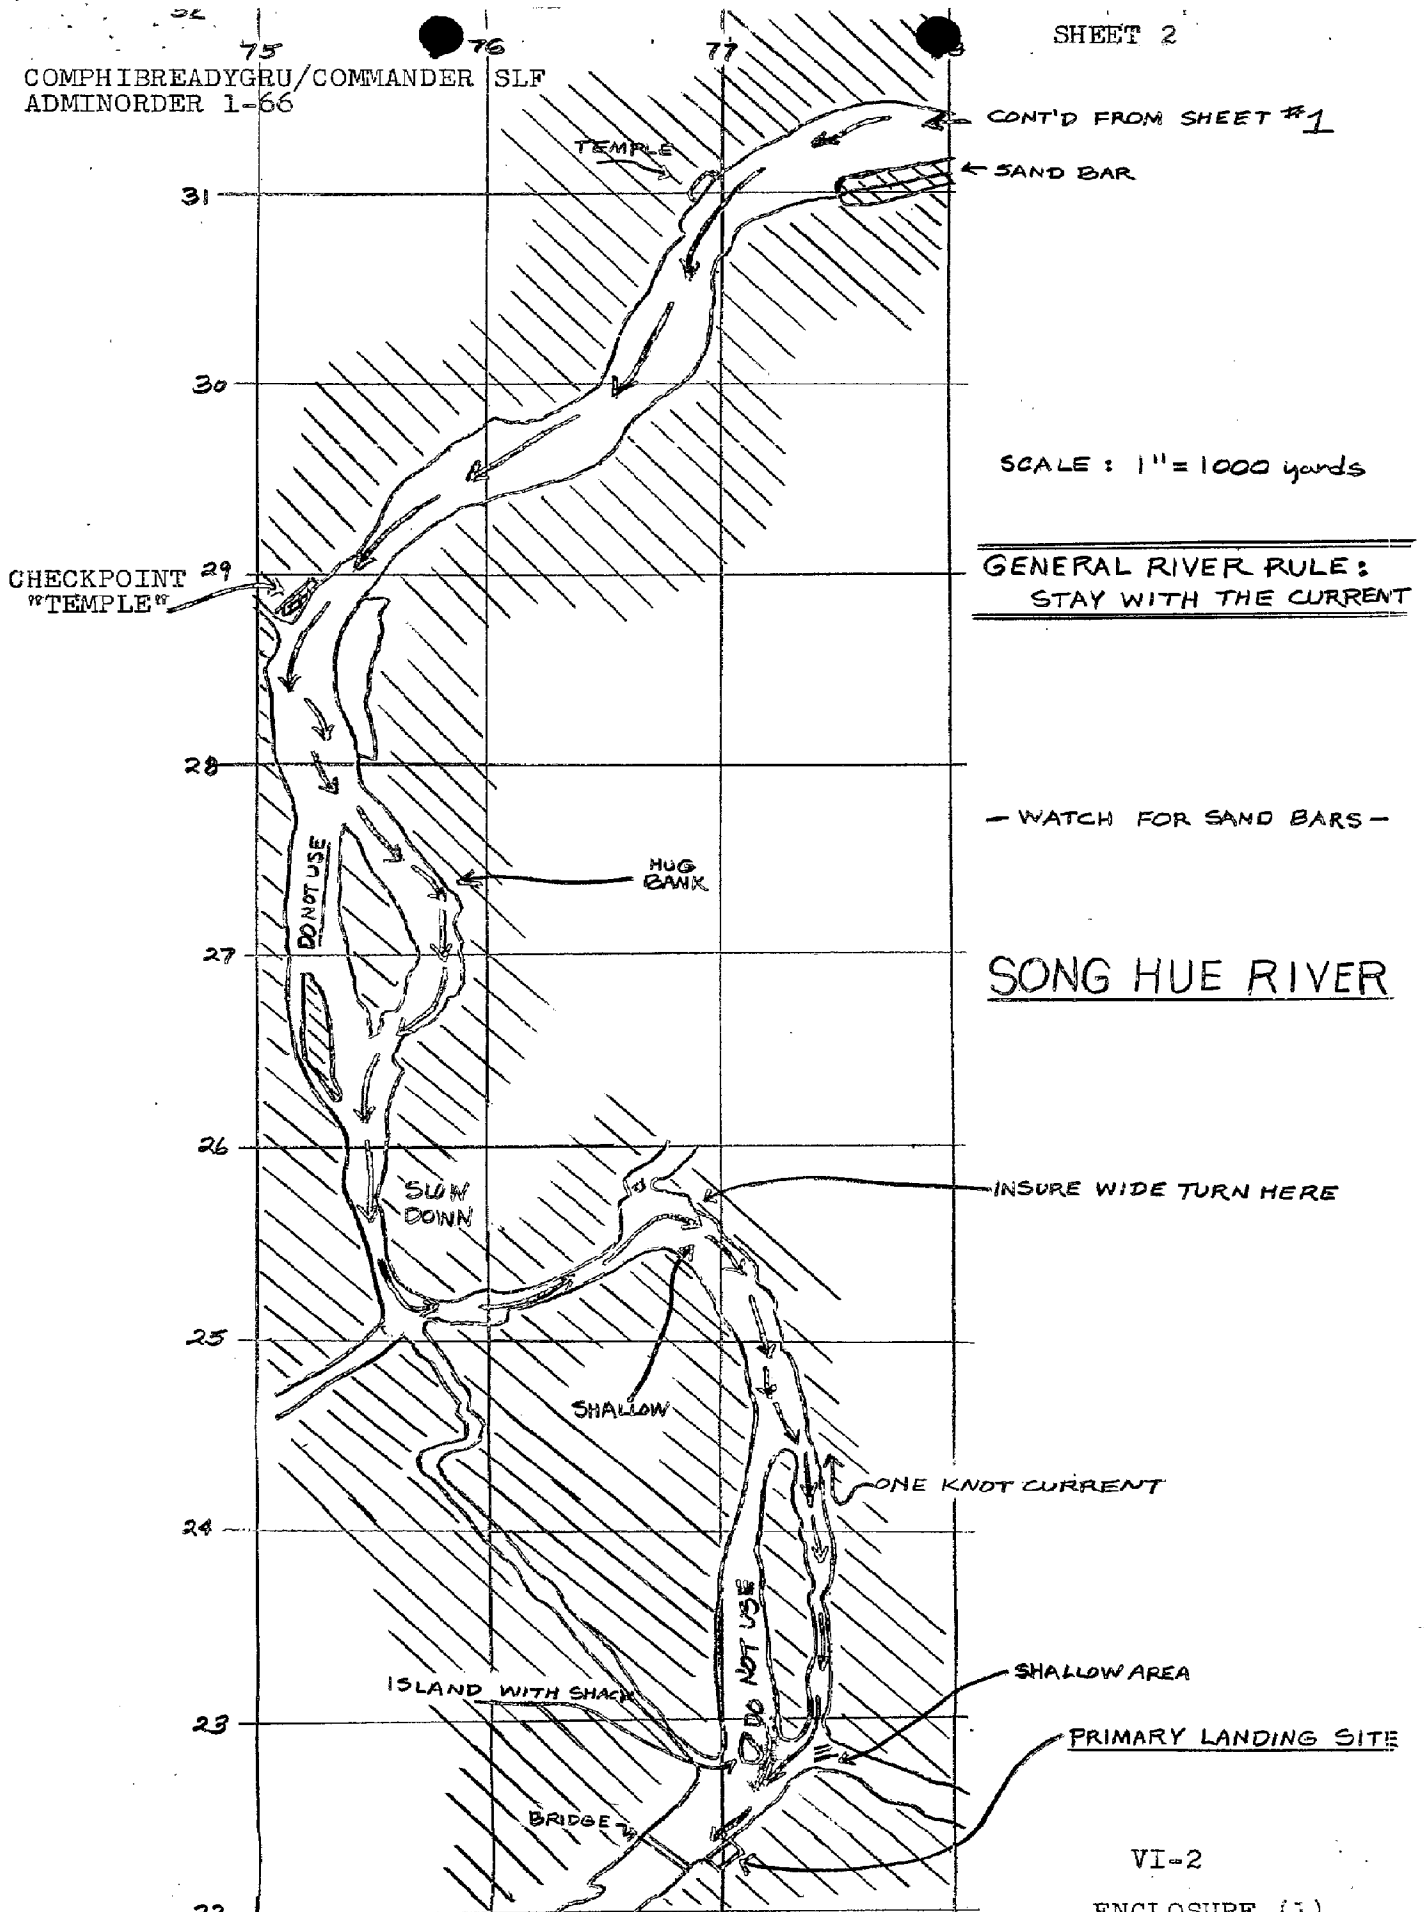 SHEET 2
75
76
77
COMPHIBREADYGRU/COMMANDER SLF
ADMINORDER 1-66
CONT'D FROM SHEET #1
TEMPLE
SAND BAR
31
30
SCALE: 1"=1000 yards
GENERAL RIVER RULE:
STAY WITH THE CURRENT
CHECKPOINT
"TEMPLE"
29
28
- WATCH FOR SAND BARS -
DO NOT USE
HUG
BANK
27
SONG HUE RIVER
26
SLOW
DOWN
INSURE WIDE TURN HERE
25
SHALLOW
ONE KNOT CURRENT
24
DO NOT USE
ISLAND WITH SHACK
SHALLOW AREA
23
PRIMARY LANDING SITE
BRIDGE
VI-2
ENCLOSURE (1)